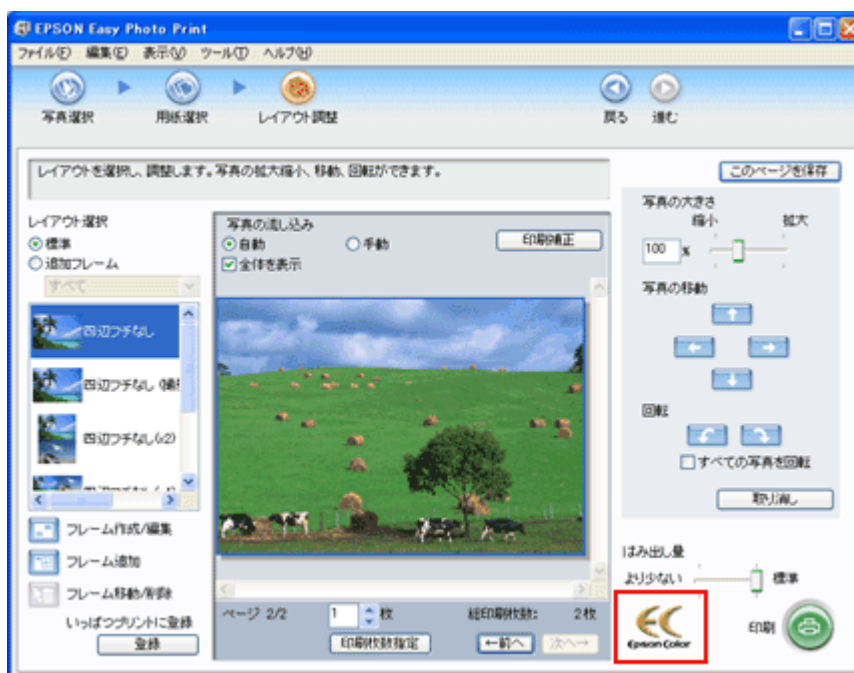 EPSON Easy Photo Print
ファイル(F) 編集(E) 表示(V) ツール(T) ヘルプ(H)
写真選択
用紙選択
レイアウト調整
戻る
進む
レイアウトを選択し、調整します。写真の拡大縮小、移動、回転ができます。
このページを保存
レイアウト選択
標準
追加フレーム
すべて
四辺フチなし
四辺フチなし
四辺フチなし(x2)
フレーム作成/編集
フレーム追加
フレーム移動/削除
いっぱつプリントに登録
登録
写真の流し込み
自動
手動
印刷補正
全体を表示
ページ 2/2
1 枚
総印刷枚数: 2枚
印刷枚数指定
←前へ
次へ→
写真の大きさ
縮小 拡大
100 %
写真の移動
回転
すべての写真を回転
取り消し
はみ出し量
より少ない 標準
Epson Color
印刷